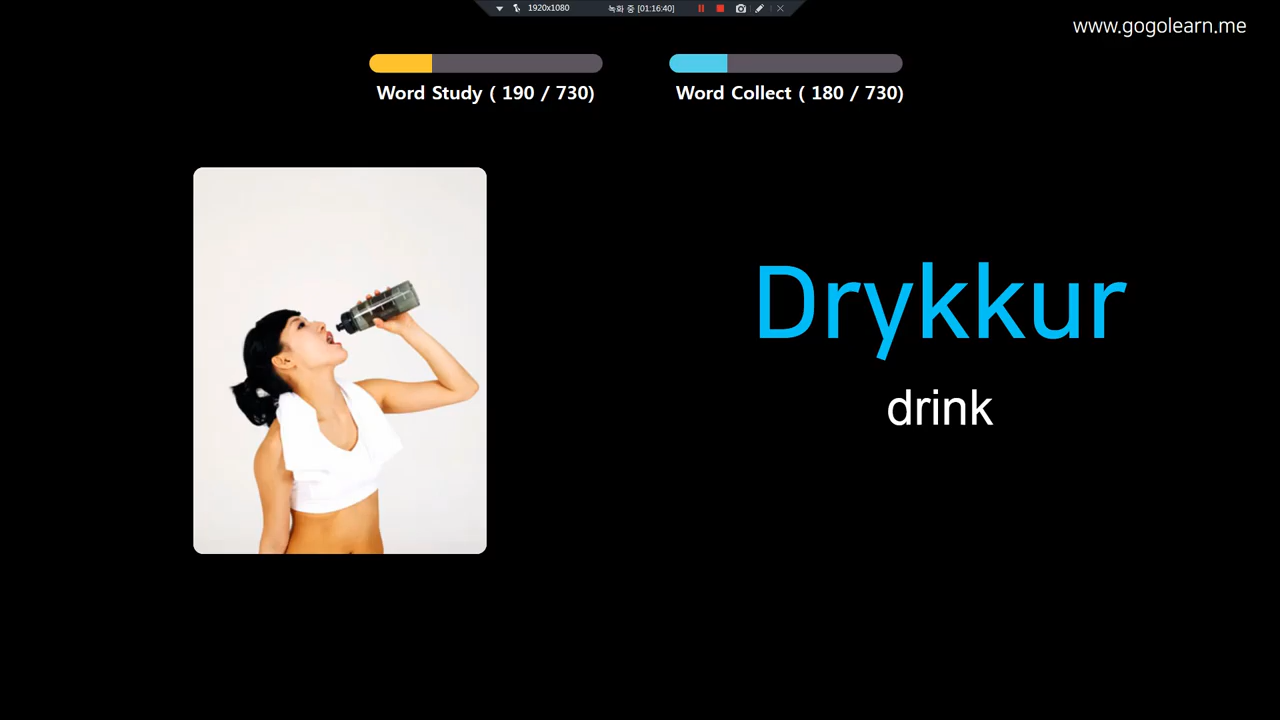 1920x1080 녹화 중 [01:16:40]
www.gogolearn.me
Word Study ( 190 / 730)
Word Collect ( 180 / 730)
Drykkur
drink